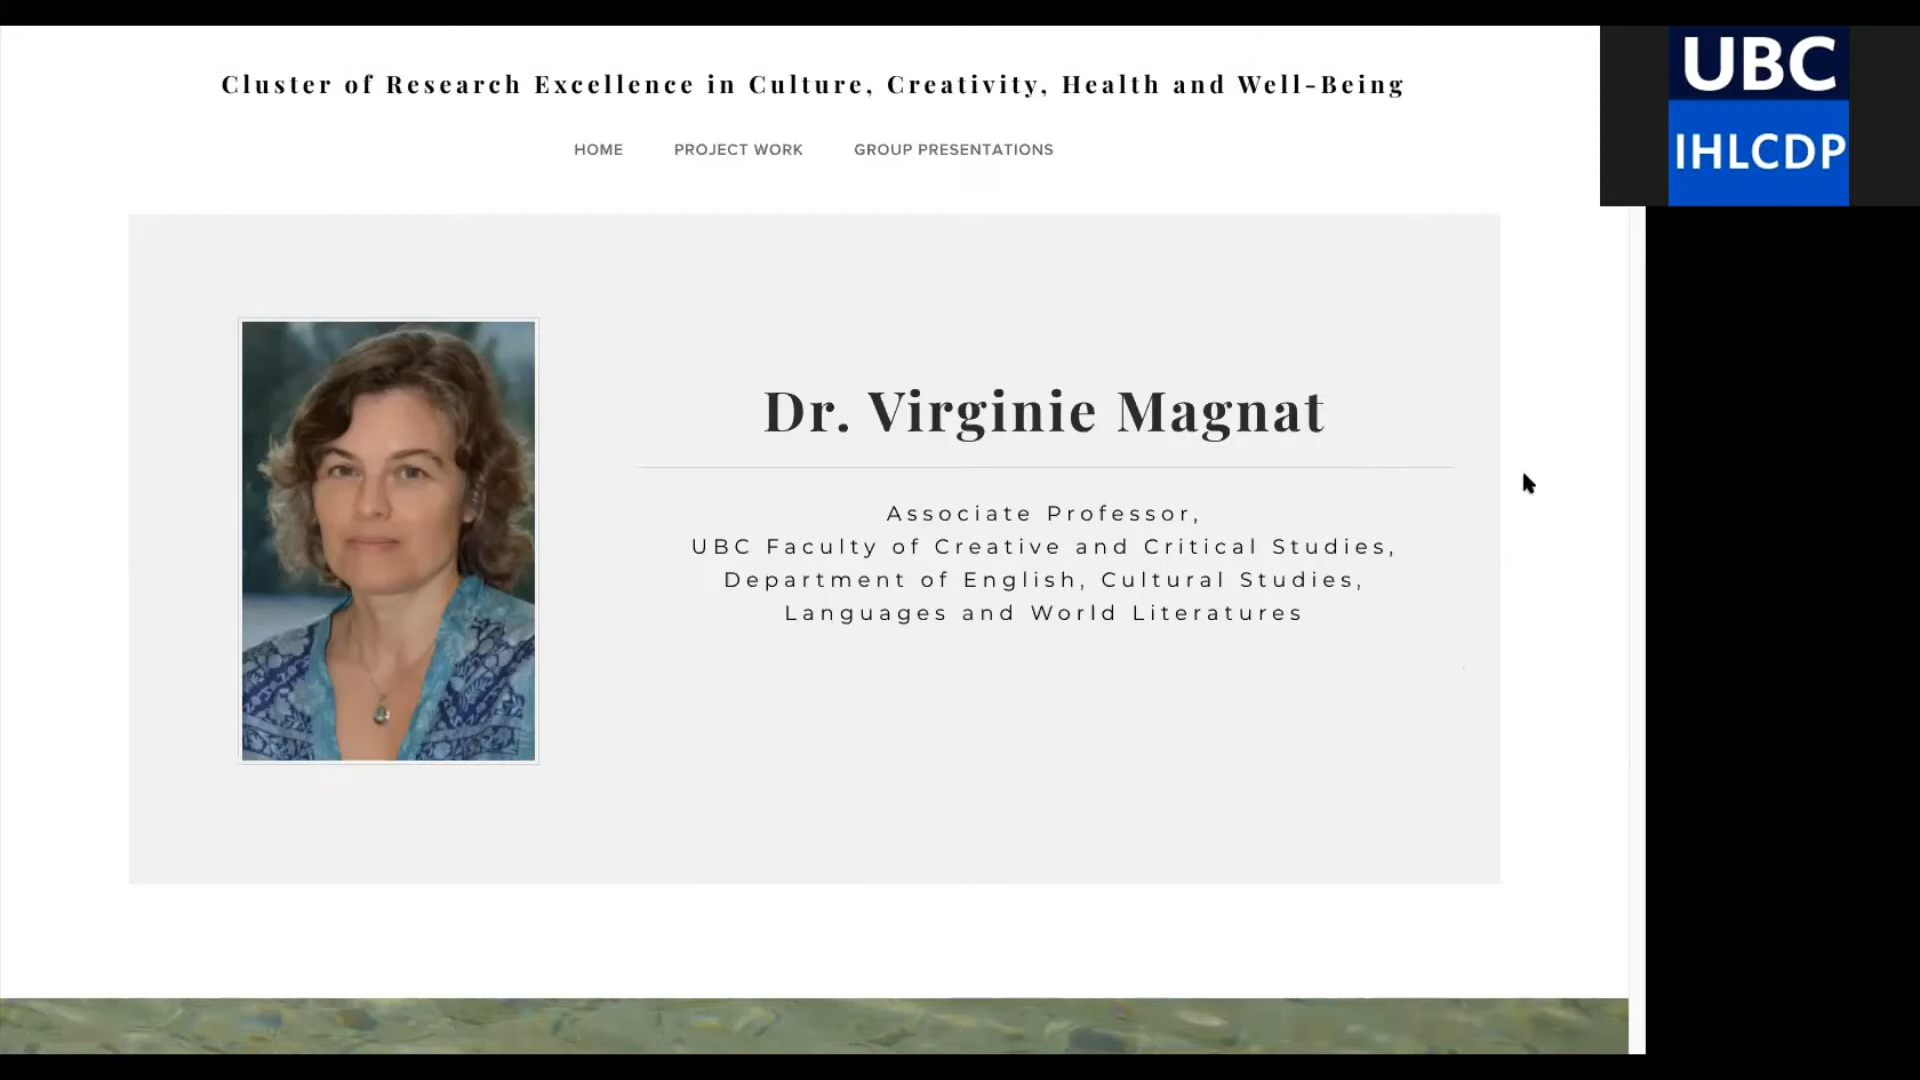 Cluster of Research Excellence in Culture, Creativity, Health and Well-Being
HOME PROJECT WORK GROUP PRESENTATIONS
UBC
IHLCDP
Dr. Virginie Magnat
Associate Professor,
UBC Faculty of Creative and Critical Studies,
Department of English, Cultural Studies,
Languages and World Literatures